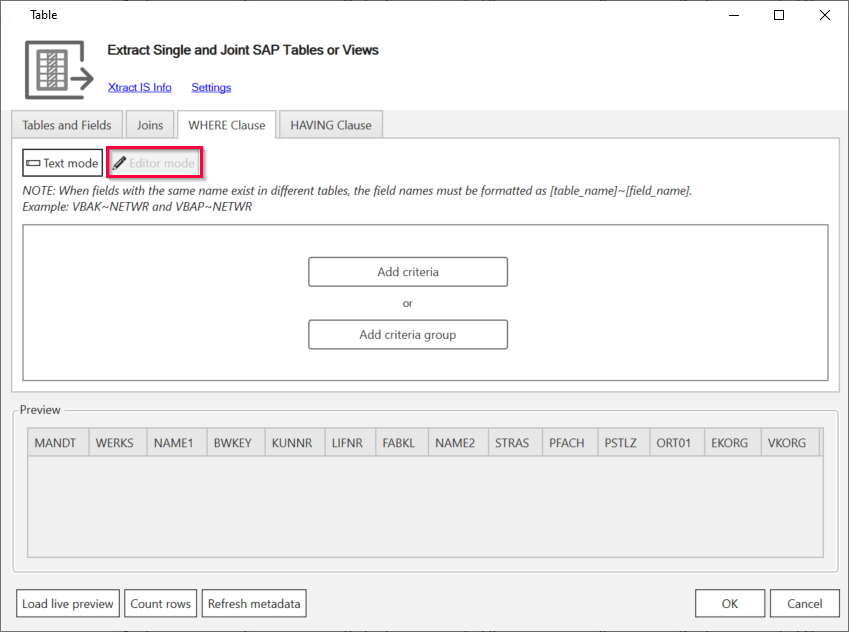 Table
Extract Single and Joint SAP Tables or Views
Xtract IS Info Settings
Tables and Fields Joins WHERE Clause HAVING Clause
Text mode Editor mode
NOTE: When fields with the same name exist in different tables, the field names must be formatted as [table_name]~[field_name].
Example: VBAK~NETWR and VBAP~NETWR
Add criteria
or
Add criteria group
Preview
MANDT WERKS NAME1 BWKEY KUNNR LIFNR FABKL NAME2 STRAS PFACH PSTLZ ORT01 EKORG VKORG
Load live preview Count rows Refresh metadata OK Cancel